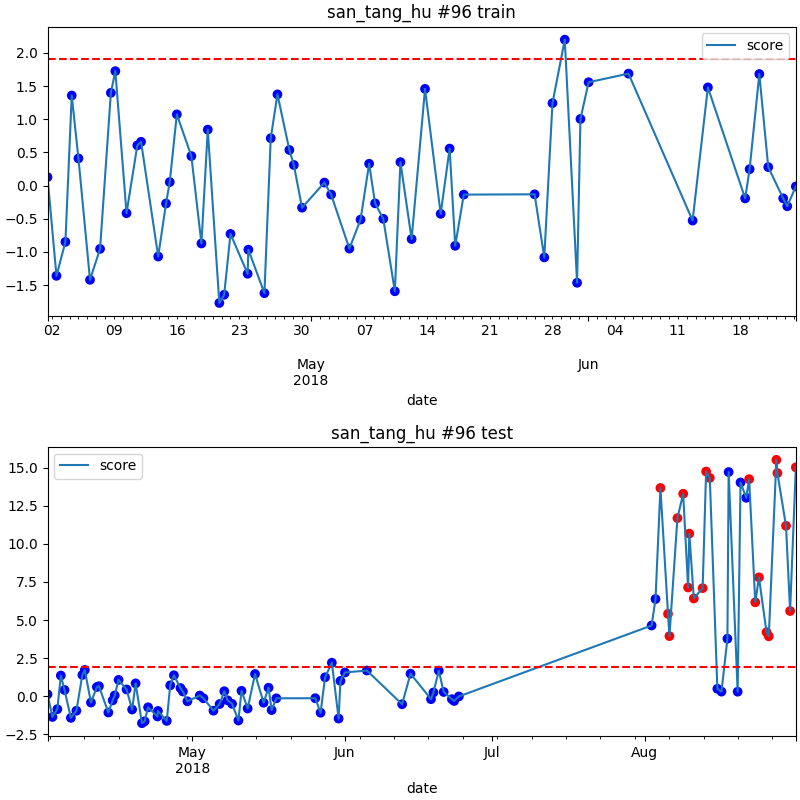 san_tang_hu #96 train
score
2.0
1.5
1.0
0.5
0.0
−0.5
−1.0
−1.5
02 09 16 23 30 07 14 21 28 04 11 18
May Jun
2018
date
san_tang_hu #96 test
score
15.0
12.5
10.0
7.5
5.0
2.5
0.0
−2.5
May Jun Jul Aug
2018
date